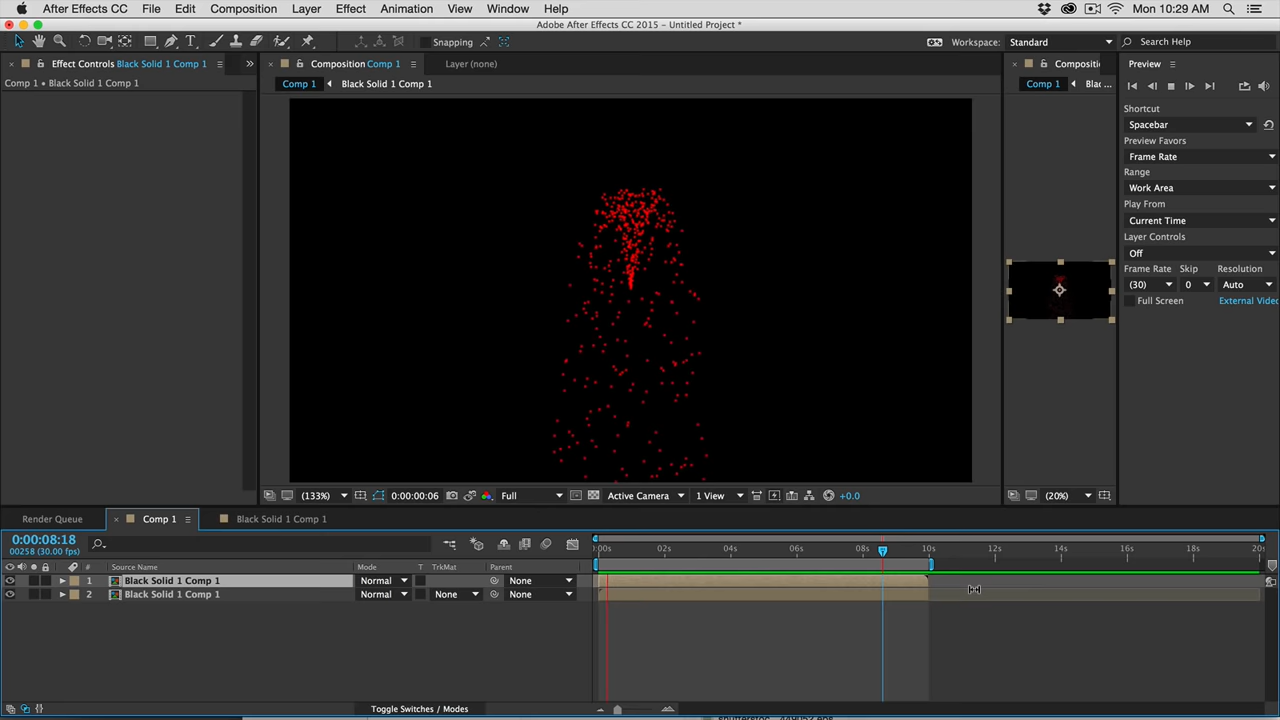 After Effects CC File Edit Composition Layer Effect Animation View Window Help Mon 10:29 AM
Adobe After Effects CC 2015 - Untitled Project *
Snapping Workspace: Standard Search Help
Effect Controls Black Solid 1 Comp 1 Composition Comp 1 Layer (none) Compositi Preview
Comp 1 • Black Solid 1 Comp 1 Comp 1 Black Solid 1 Comp 1 Comp 1 Blac...
Shortcut
Spacebar
Preview Favors
Frame Rate
Range
Work Area
Play From
Current Time
Layer Controls
Off
Frame Rate Skip Resolution
(30) 0 Auto
Full Screen External Video
(133%) 0:00:00:06 Full Active Camera 1 View +0.0 (20%)
Render Queue Comp 1 Black Solid 1 Comp 1
0:00:08:18
00258 (30.00 fps)
:00s 02s 04s 06s 08s 10s 12s 14s 16s 18s 20s
# Source Name Mode T TrkMat Parent
1 Black Solid 1 Comp 1 Normal None
2 Black Solid 1 Comp 1 Normal None None
Toggle Switches / Modes